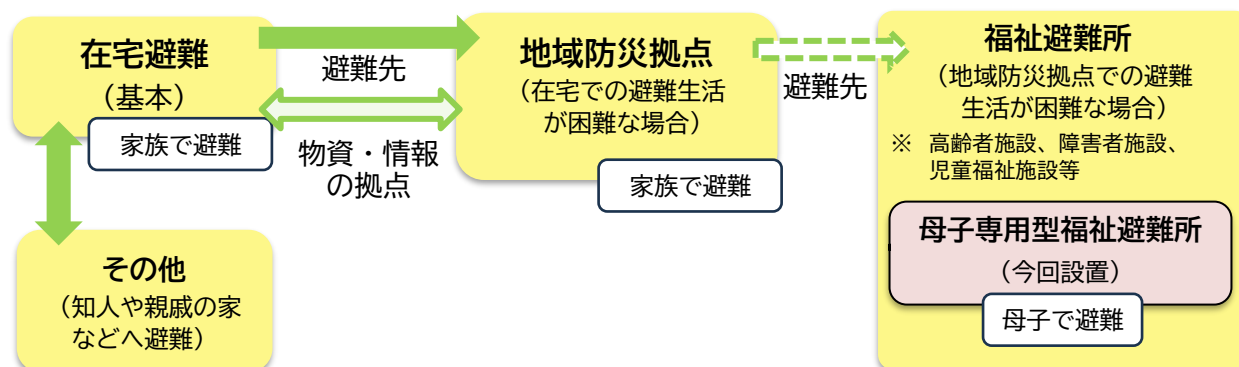 在宅避難
（基本）
家族で避難
避難先
物資・情報
の拠点
地域防災拠点
（在宅での避難生活
が困難な場合）
家族で避難
避難先
福祉避難所
（地域防災拠点での避難
生活が困難な場合）
※ 高齢者施設、障害者施設、
児童福祉施設等
母子専用型福祉避難所
（今回設置）
母子で避難
その他
（知人や親戚の家
などへ避難）